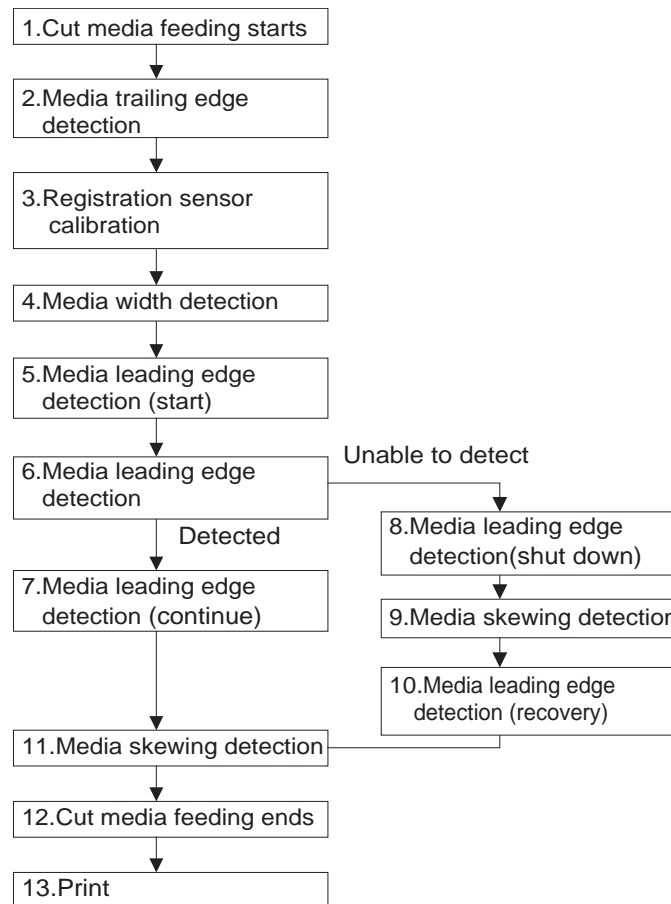 1.Cut media feeding starts
2.Media trailing edge
detection
3.Registration sensor
calibration
4.Media width detection
5.Media leading edge
detection (start)
6.Media leading edge
detection
Unable to detect
Detected
7.Media leading edge
detection (continue)
8.Media leading edge
detection(shut down)
9.Media skewing detection
10.Media leading edge
detection (recovery)
11.Media skewing detection
12.Cut media feeding ends
13.Print